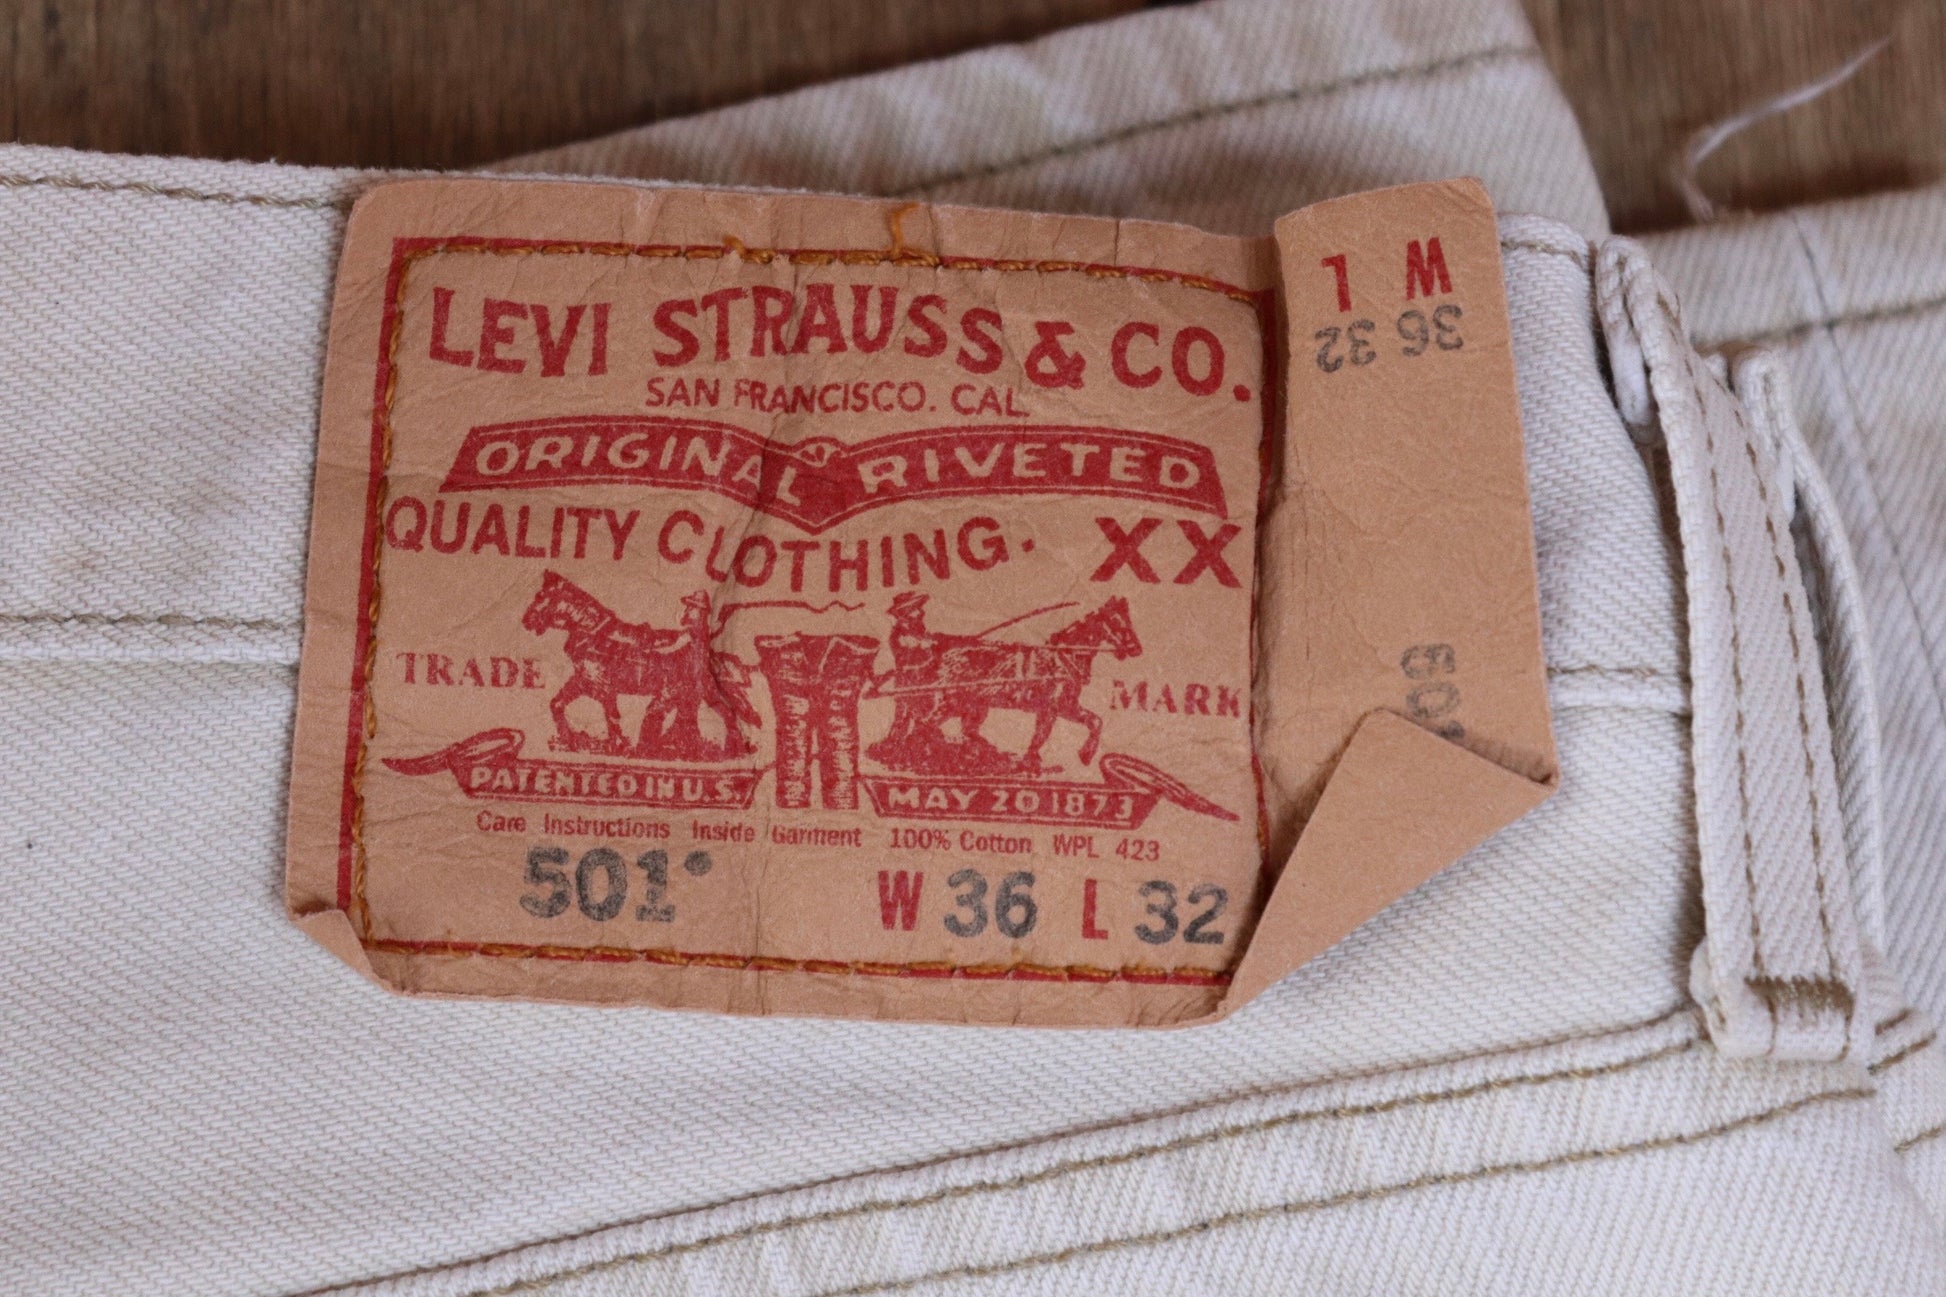 LEVI STRAUSS & CO.
SAN FRANCISCO. CAL.
ORIGINAL RIVETED
QUALITY CLOTHING. XX
TRADE MARK
PATENTED IN U.S. MAY 20 1873
Care Instructions Inside Garment 100% Cotton WPL 423
501® W 36 L 32
W L
36 32
501